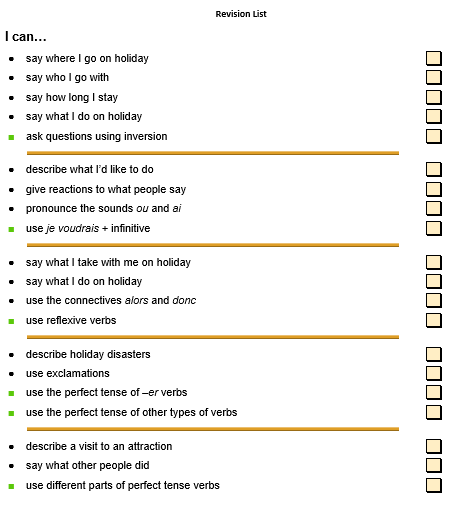 Revision List
I can…
say where I go on holiday
say who I go with
say how long I stay
say what I do on holiday
ask questions using inversion
describe what I'd like to do
give reactions to what people say
pronounce the sounds ou and ai
use je voudrais + infinitive
say what I take with me on holiday
say what I do on holiday
use the connectives alors and donc
use reflexive verbs
describe holiday disasters
use exclamations
use the perfect tense of –er verbs
use the perfect tense of other types of verbs
describe a visit to an attraction
say what other people did
use different parts of perfect tense verbs